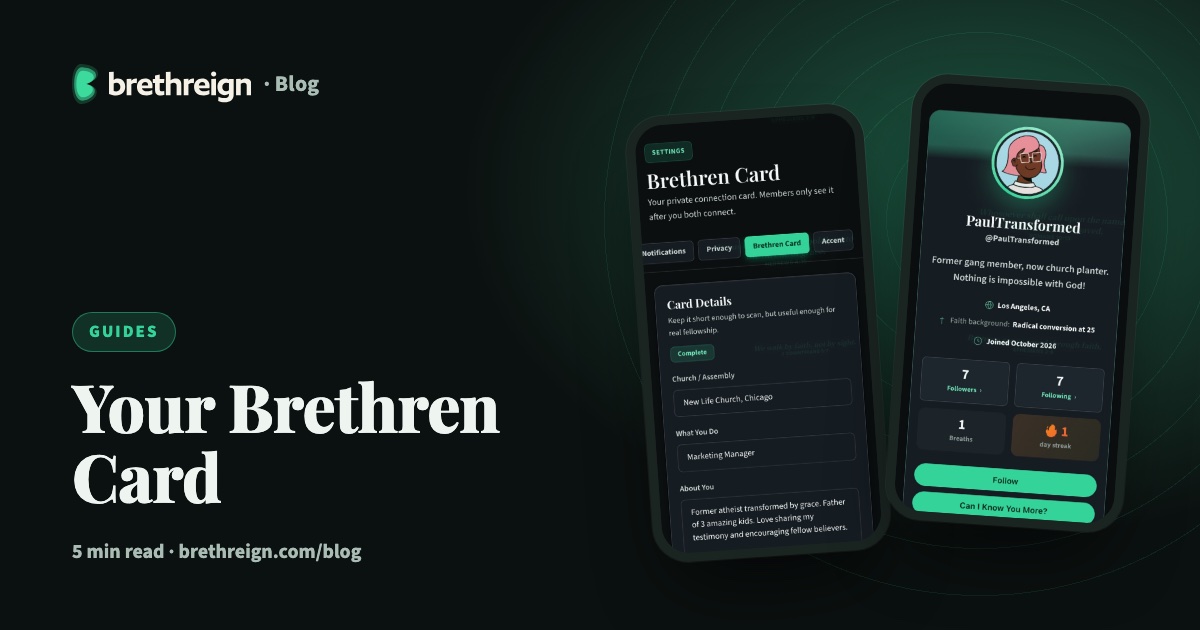 brethreign · Blog
GUIDES
Your Brethren
Card
5 min read · brethreign.com/blog
SETTINGS
Brethren Card
Your private connection card. Members only see it
after you both connect.
Notifications
Privacy
Brethren Card
Accent
Card Details
Keep it short enough to scan, but useful enough for
real fellowship.
Complete
Church / Assembly
New Life Church, Chicago
What You Do
Marketing Manager
About You
Former atheist transformed by grace. Father
of 3 amazing kids. Love sharing my
testimony and encouraging fellow believers.
PaulTransformed
@PaulTransformed
Former gang member, now church planter.
Nothing is impossible with God!
Los Angeles, CA
Faith background: Radical conversion at 25
Joined October 2026
7
Followers ›
7
Following ›
1
Breaths
1
day streak
Follow
Can I Know You More?